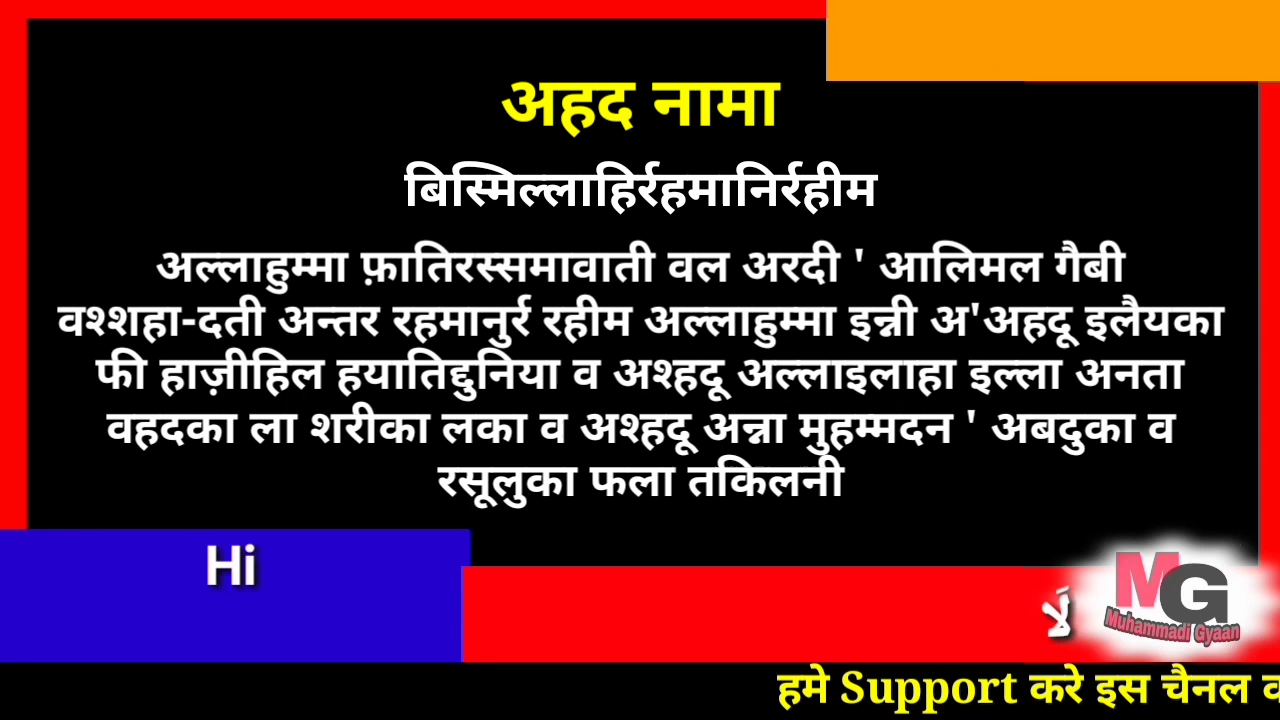 अहद नामा
बिस्मिल्लाहिर्रहमानिर्रहीम
अल्लाहुम्मा फ़ातिरस्समावाती वल अरदी ' आलिमल गैबी
वश्शहा-दती अन्तर रहमानुर्र रहीम अल्लाहुम्मा इन्नी अ'अहदू इलैयका
फी हाज़ीहिल हयातिद्दुनिया व अश्हदू अल्लाइलाहा इल्ला अनता
वहदका ला शरीका लका व अश्हदू अन्ना मुहम्मदन ' अबदुका व
रसूलुका फला तकिलनी
Hi
MG
Muhammadi Gyaan
हमे Support करे इस चैनल